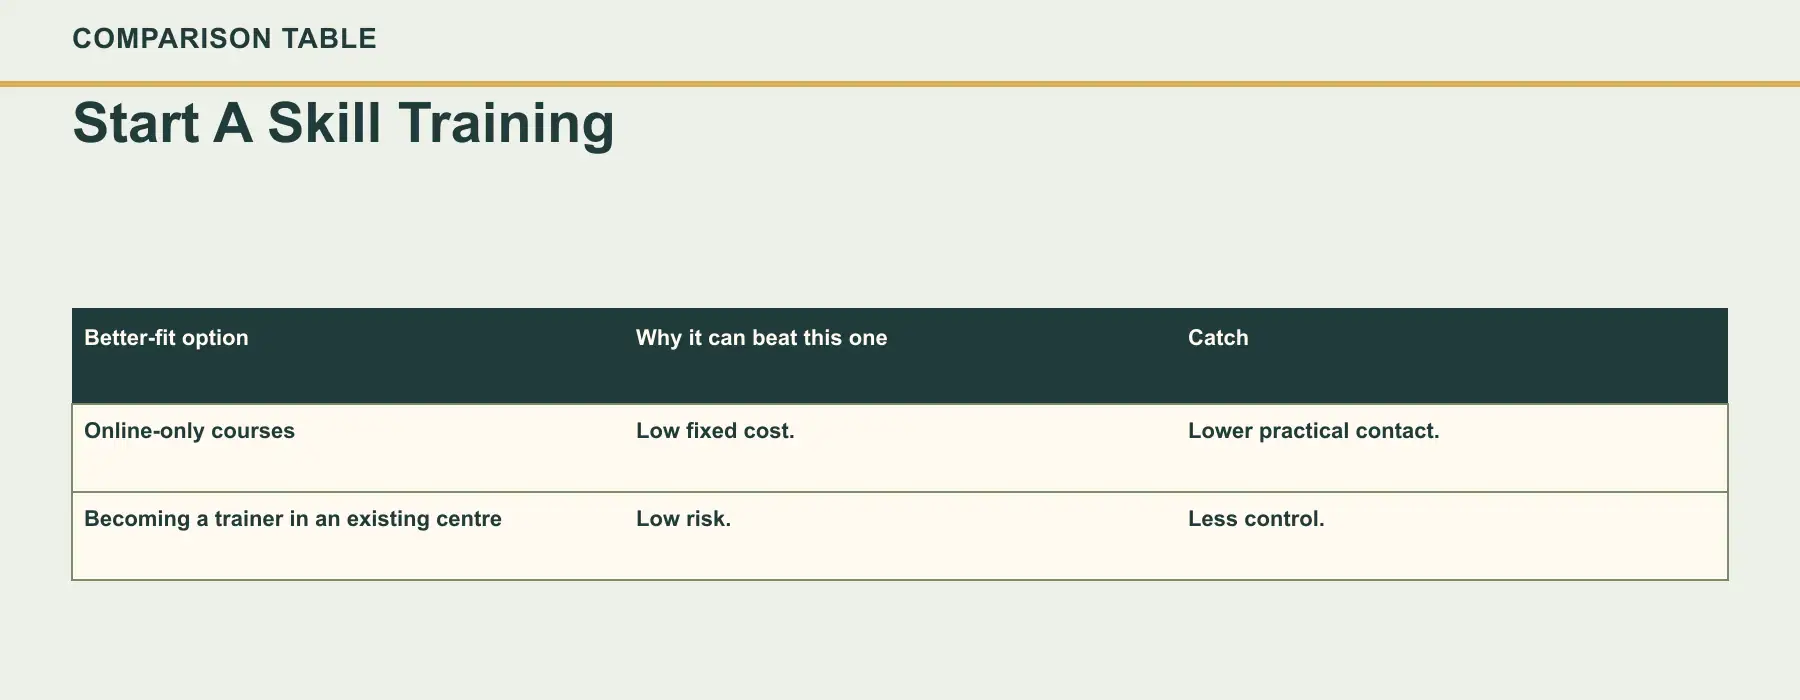 COMPARISON TABLE
Start A Skill Training
Better-fit option Why it can beat this one Catch
Online-only courses Low fixed cost. Lower practical contact.
Becoming a trainer in an existing centre Low risk. Less control.